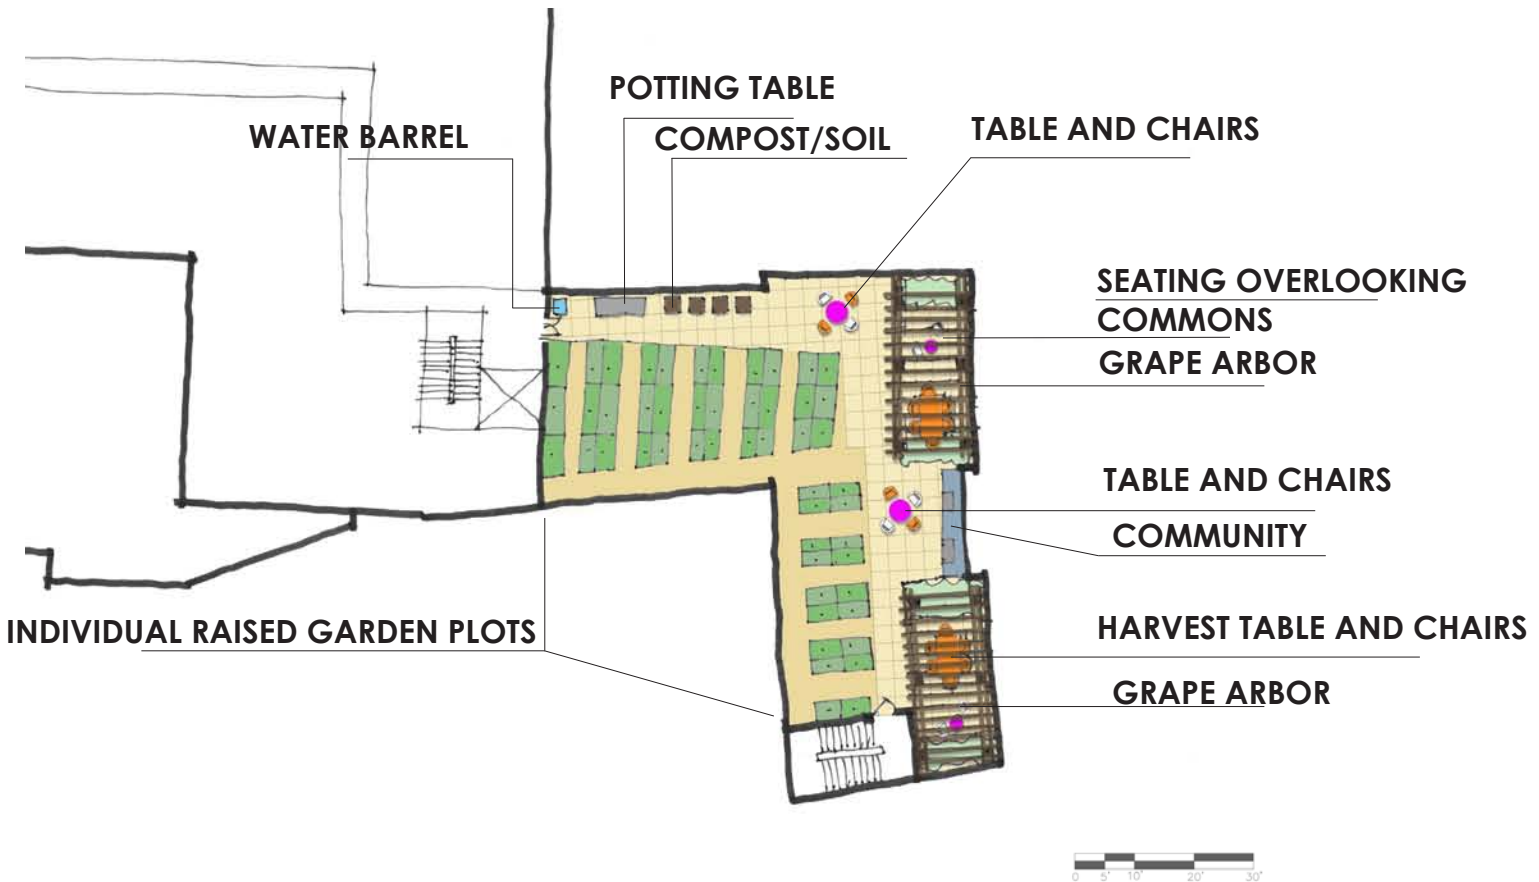 POTTING TABLE
WATER BARREL
COMPOST/SOIL
TABLE AND CHAIRS
SEATING OVERLOOKING
COMMONS
GRAPE ARBOR
TABLE AND CHAIRS
COMMUNITY
INDIVIDUAL RAISED GARDEN PLOTS
HARVEST TABLE AND CHAIRS
GRAPE ARBOR
0 5' 10' 20' 30'